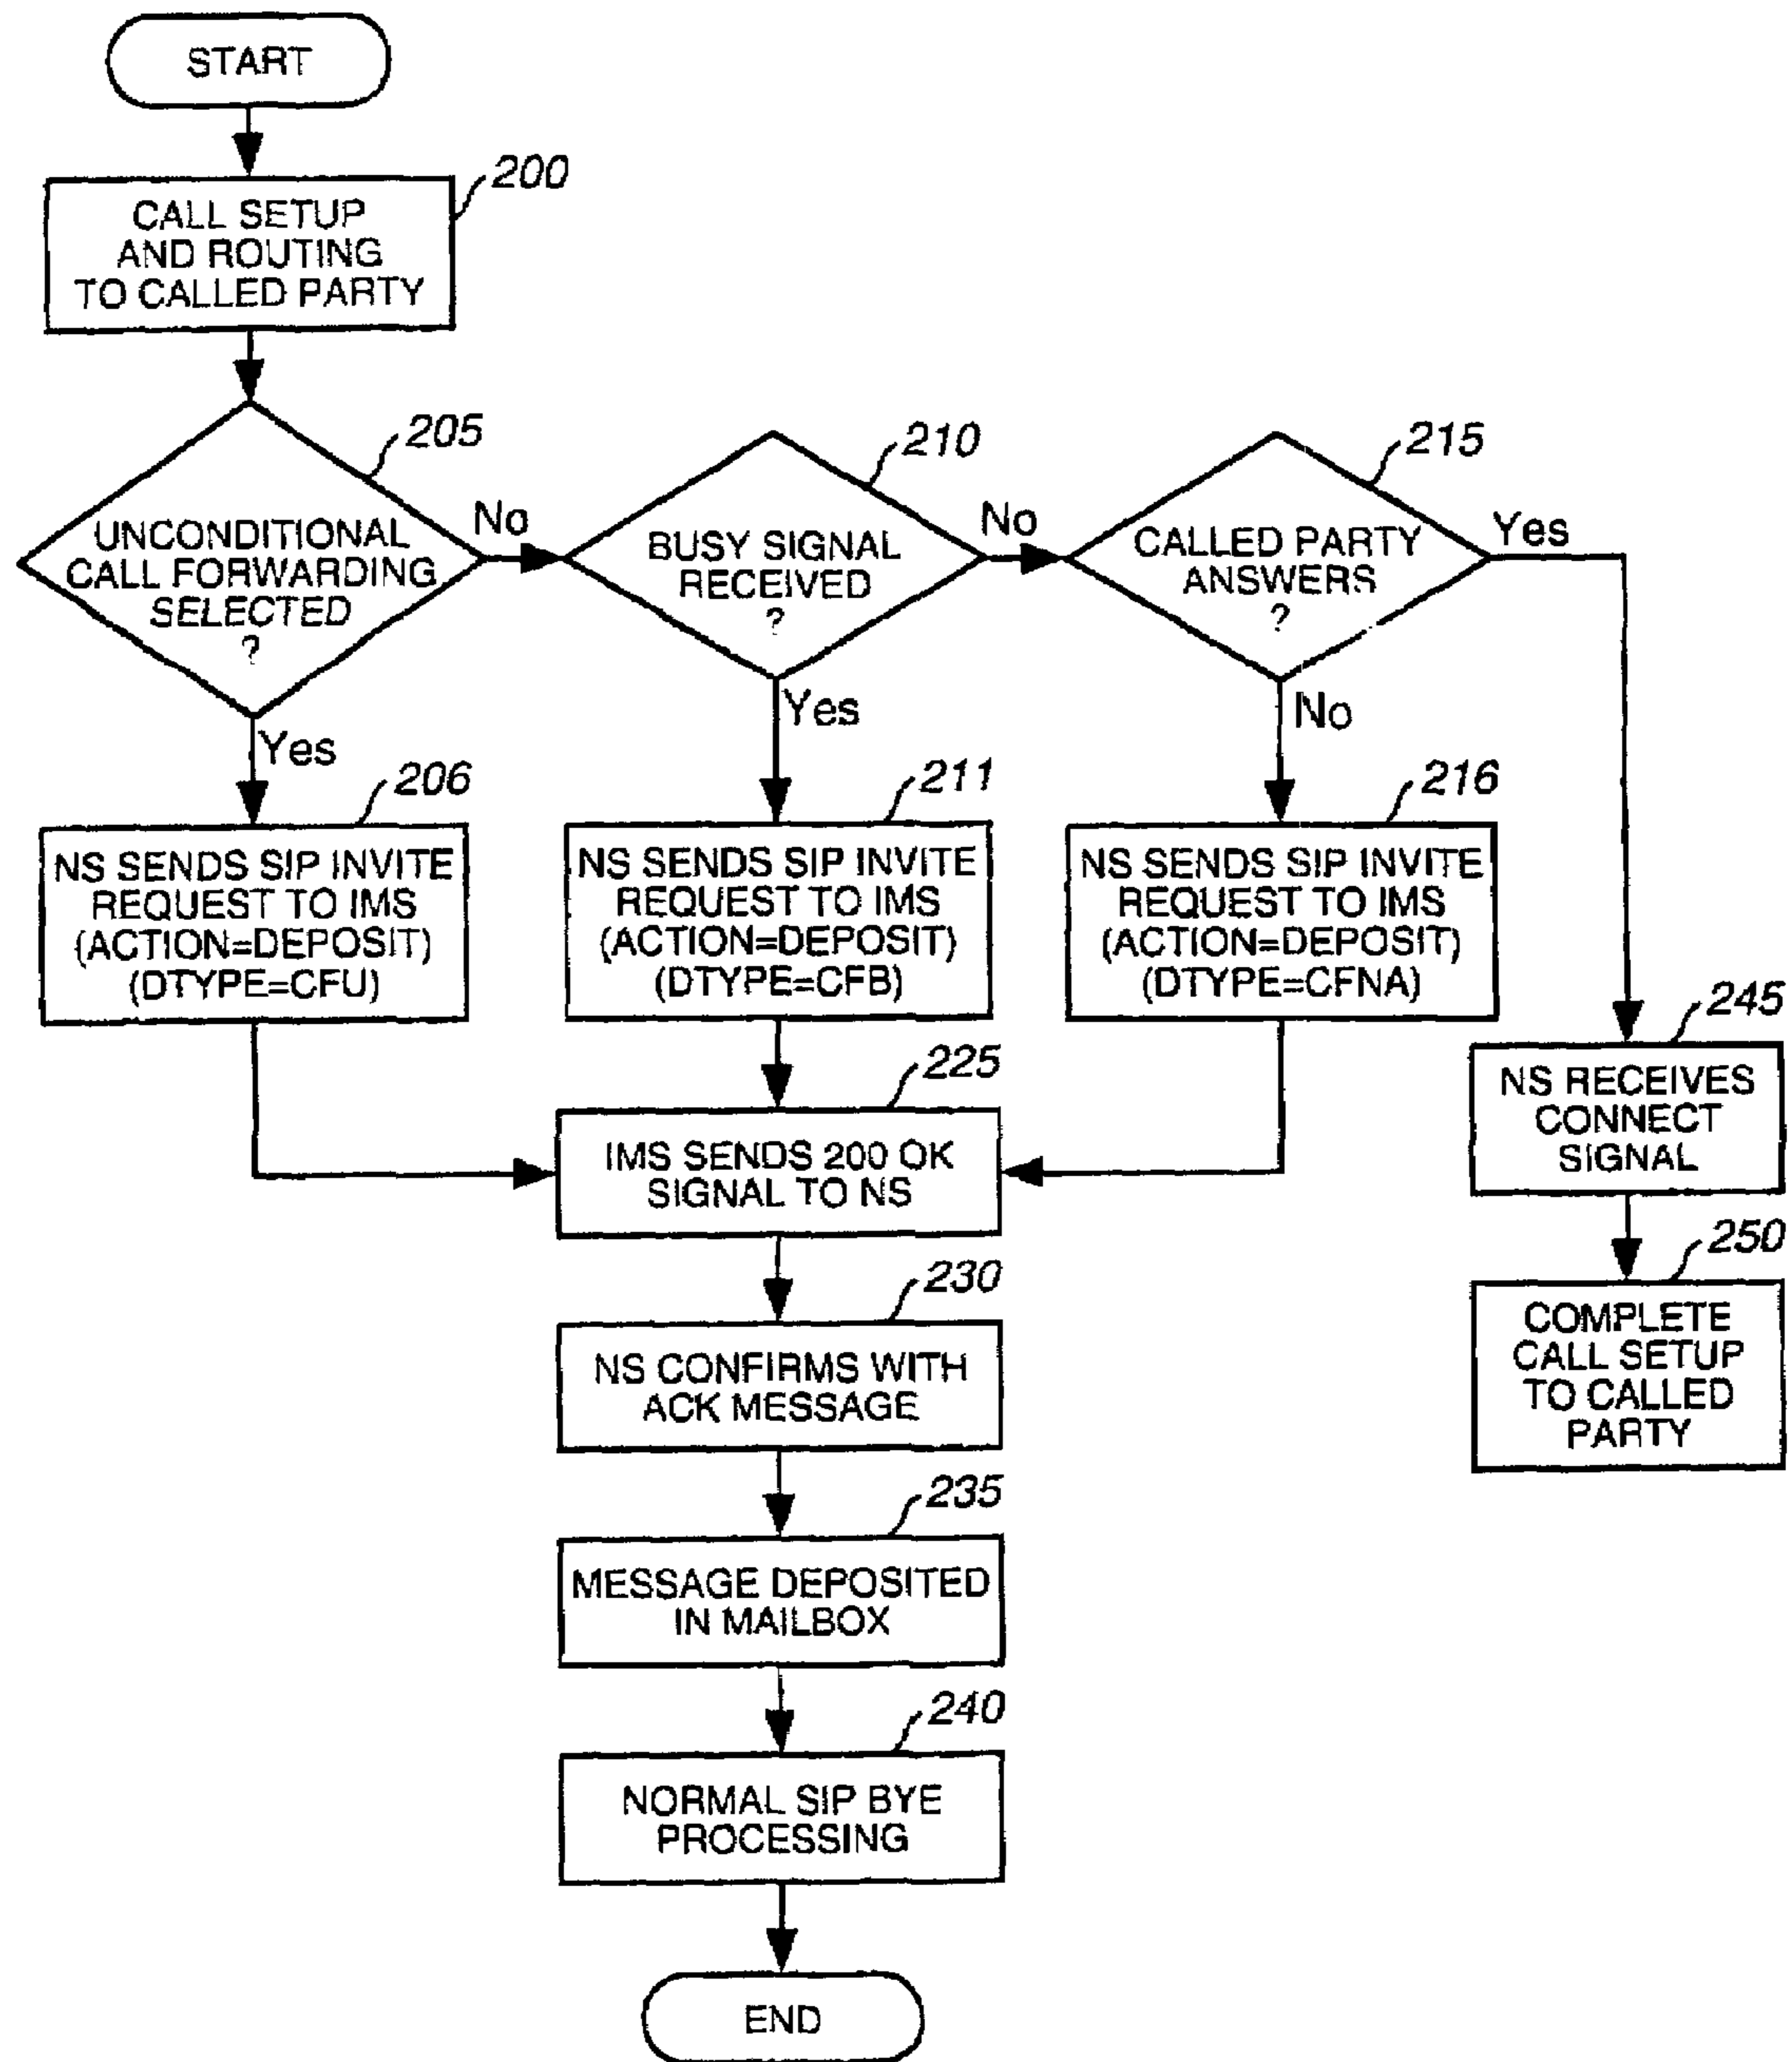 START
200
CALL SETUP
AND ROUTING
TO CALLED PARTY
205
UNCONDITIONAL
CALL FORWARDING
SELECTED
?
No
Yes
210
BUSY SIGNAL
RECEIVED
?
No
Yes
215
CALLED PARTY
ANSWERS
?
Yes
No
206
NS SENDS SIP INVITE
REQUEST TO IMS
(ACTION=DEPOSIT)
(DTYPE=CFU)
211
NS SENDS SIP INVITE
REQUEST TO IMS
(ACTION=DEPOSIT)
(DTYPE=CFB)
216
NS SENDS SIP INVITE
REQUEST TO IMS
(ACTION=DEPOSIT)
(DTYPE=CFNA)
225
IMS SENDS 200 OK
SIGNAL TO NS
245
NS RECEIVES
CONNECT
SIGNAL
230
NS CONFIRMS WITH
ACK MESSAGE
250
COMPLETE
CALL SETUP
TO CALLED
PARTY
235
MESSAGE DEPOSITED
IN MAILBOX
240
NORMAL SIP BYE
PROCESSING
END